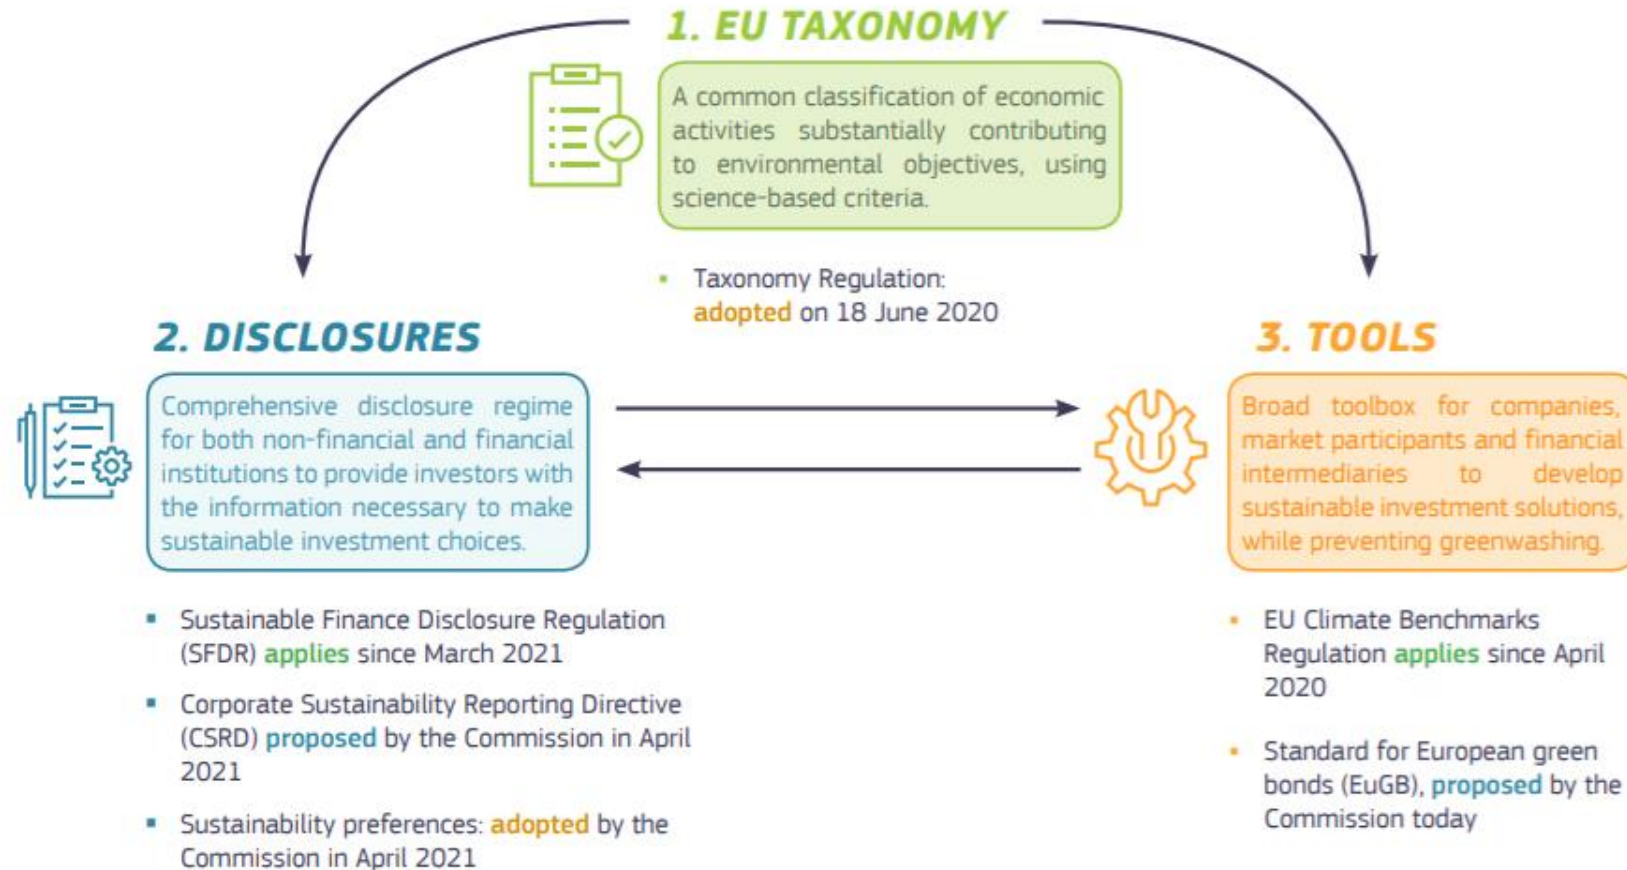 1. EU TAXONOMY
A common classification of economic
activities substantially contributing
to environmental objectives, using
science-based criteria.
▪ Taxonomy Regulation:
adopted on 18 June 2020
2. DISCLOSURES
Comprehensive disclosure regime
for both non-financial and financial
institutions to provide investors with
the information necessary to make
sustainable investment choices.
▪ Sustainable Finance Disclosure Regulation
(SFDR) applies since March 2021
▪ Corporate Sustainability Reporting Directive
(CSRD) proposed by the Commission in April
2021
▪ Sustainability preferences: adopted by the
Commission in April 2021
3. TOOLS
Broad toolbox for companies,
market participants and financial
intermediaries to develop
sustainable investment solutions,
while preventing greenwashing.
▪ EU Climate Benchmarks
Regulation applies since April
2020
▪ Standard for European green
bonds (EuGB), proposed by the
Commission today